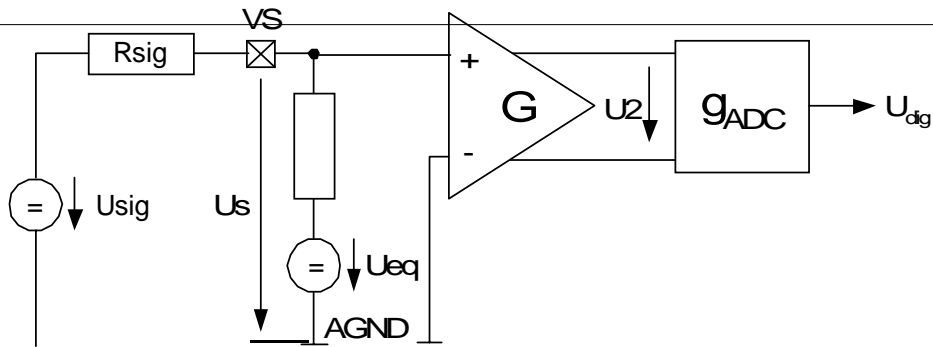 VS
Rsig
+
G
-
U2
gADC
Udig
=
Usig
Us
=
Ueq
AGND